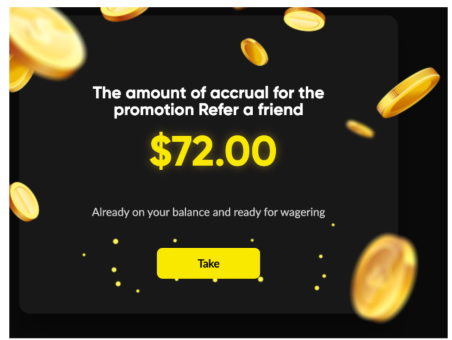 The amount of accrual for the
promotion Refer a friend
$72.00
Already on your balance and ready for wagering
Take